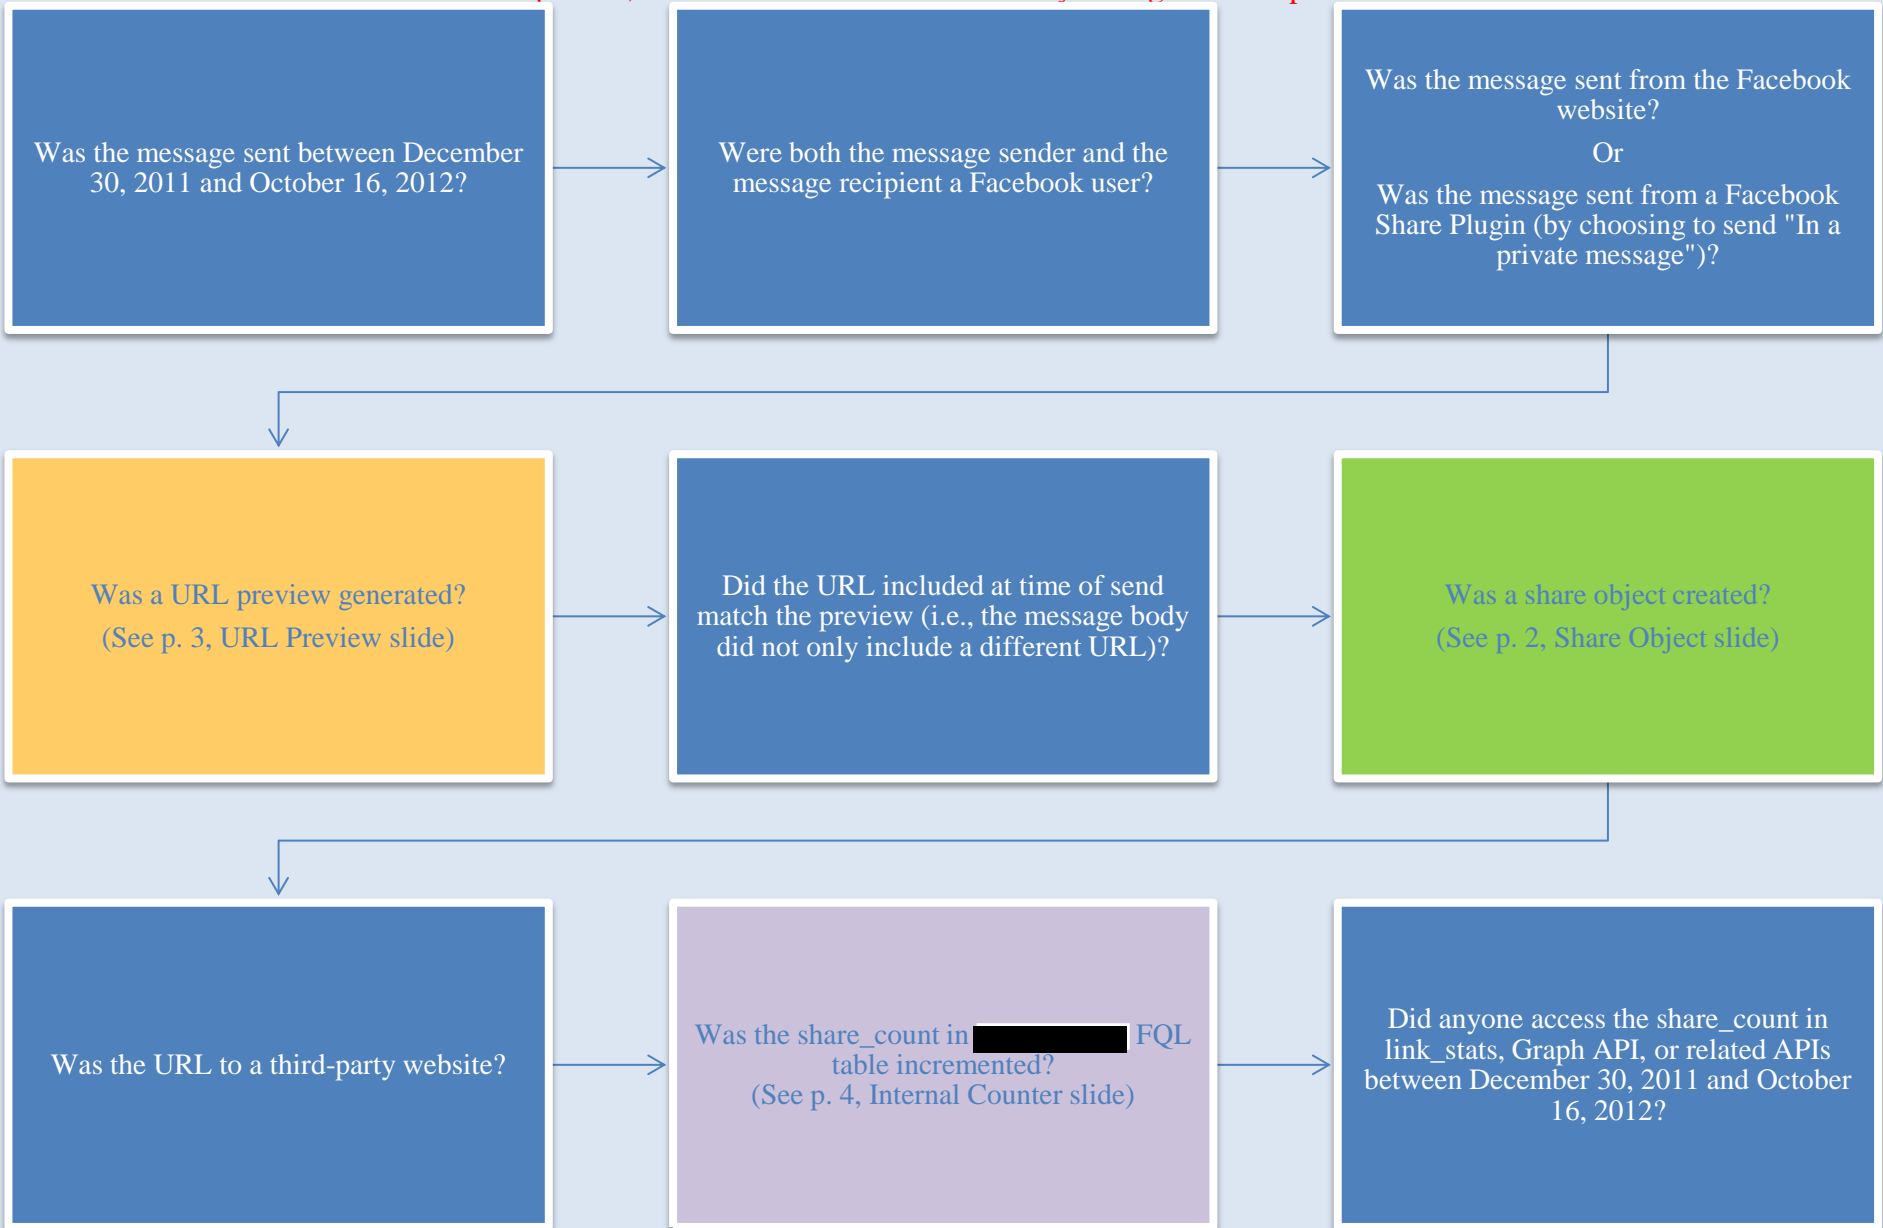 Was the message sent between December
30, 2011 and October 16, 2012?
Were both the message sender and the
message recipient a Facebook user?
Was the message sent from the Facebook
website?
Or
Was the message sent from a Facebook
Share Plugin (by choosing to send "In a
private message")?
Was a URL preview generated?
(See p. 3, URL Preview slide)
Did the URL included at time of send
match the preview (i.e., the message body
did not only include a different URL)?
Was a share object created?
(See p. 2, Share Object slide)
Was the URL to a third-party website?
Was the share_count in FQL
table incremented?
(See p. 4, Internal Counter slide)
Did anyone access the share_count in
link_stats, Graph API, or related APIs
between December 30, 2011 and October
16, 2012?